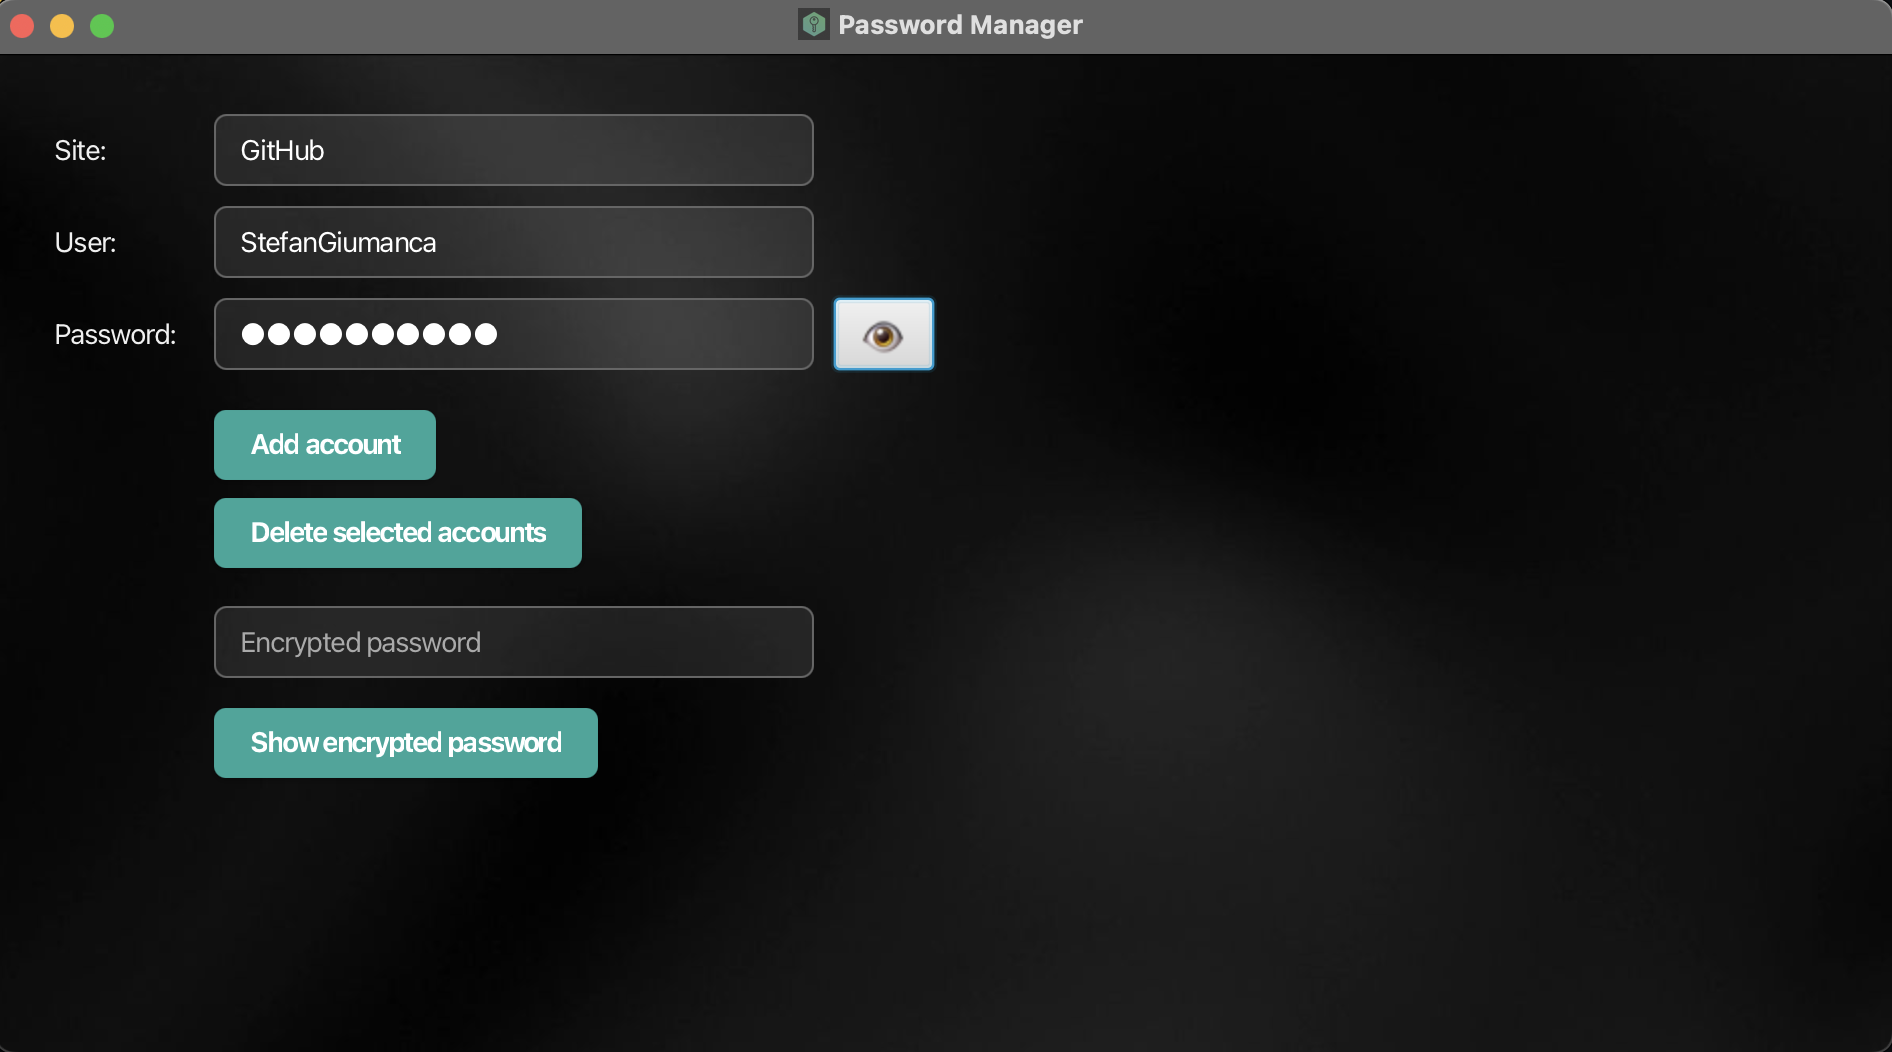 Password Manager
Site:
GitHub
User:
StefanGiumanca
Password:
●●●●●●●●●●
Add account
Delete selected accounts
Encrypted password
Show encrypted password